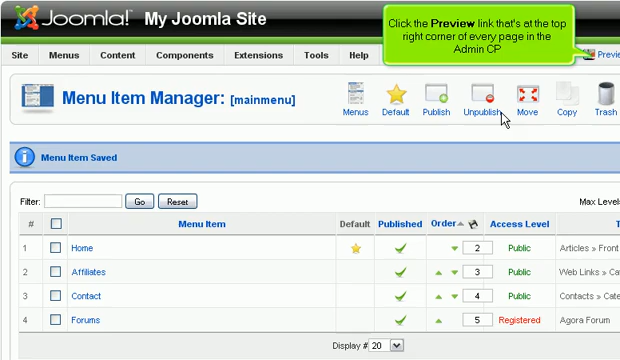 Joomla! My Joomla Site
Click the Preview link that's at the top
right corner of every page in the
Admin CP
Site Menus Content Components Extensions Tools Help
Menu Item Manager: [mainmenu]
Menus Default Publish Unpublish Move Copy Trash
Menu Item Saved
Filter: Go Reset Max Levels
# Menu Item Default Published Order Access Level
1 Home 2 Public Articles » Front
2 Affiliates 3 Public Web Links » Cat
3 Contact 4 Public Contacts » Cate
4 Forums 5 Registered Agora Forum
Display # 20